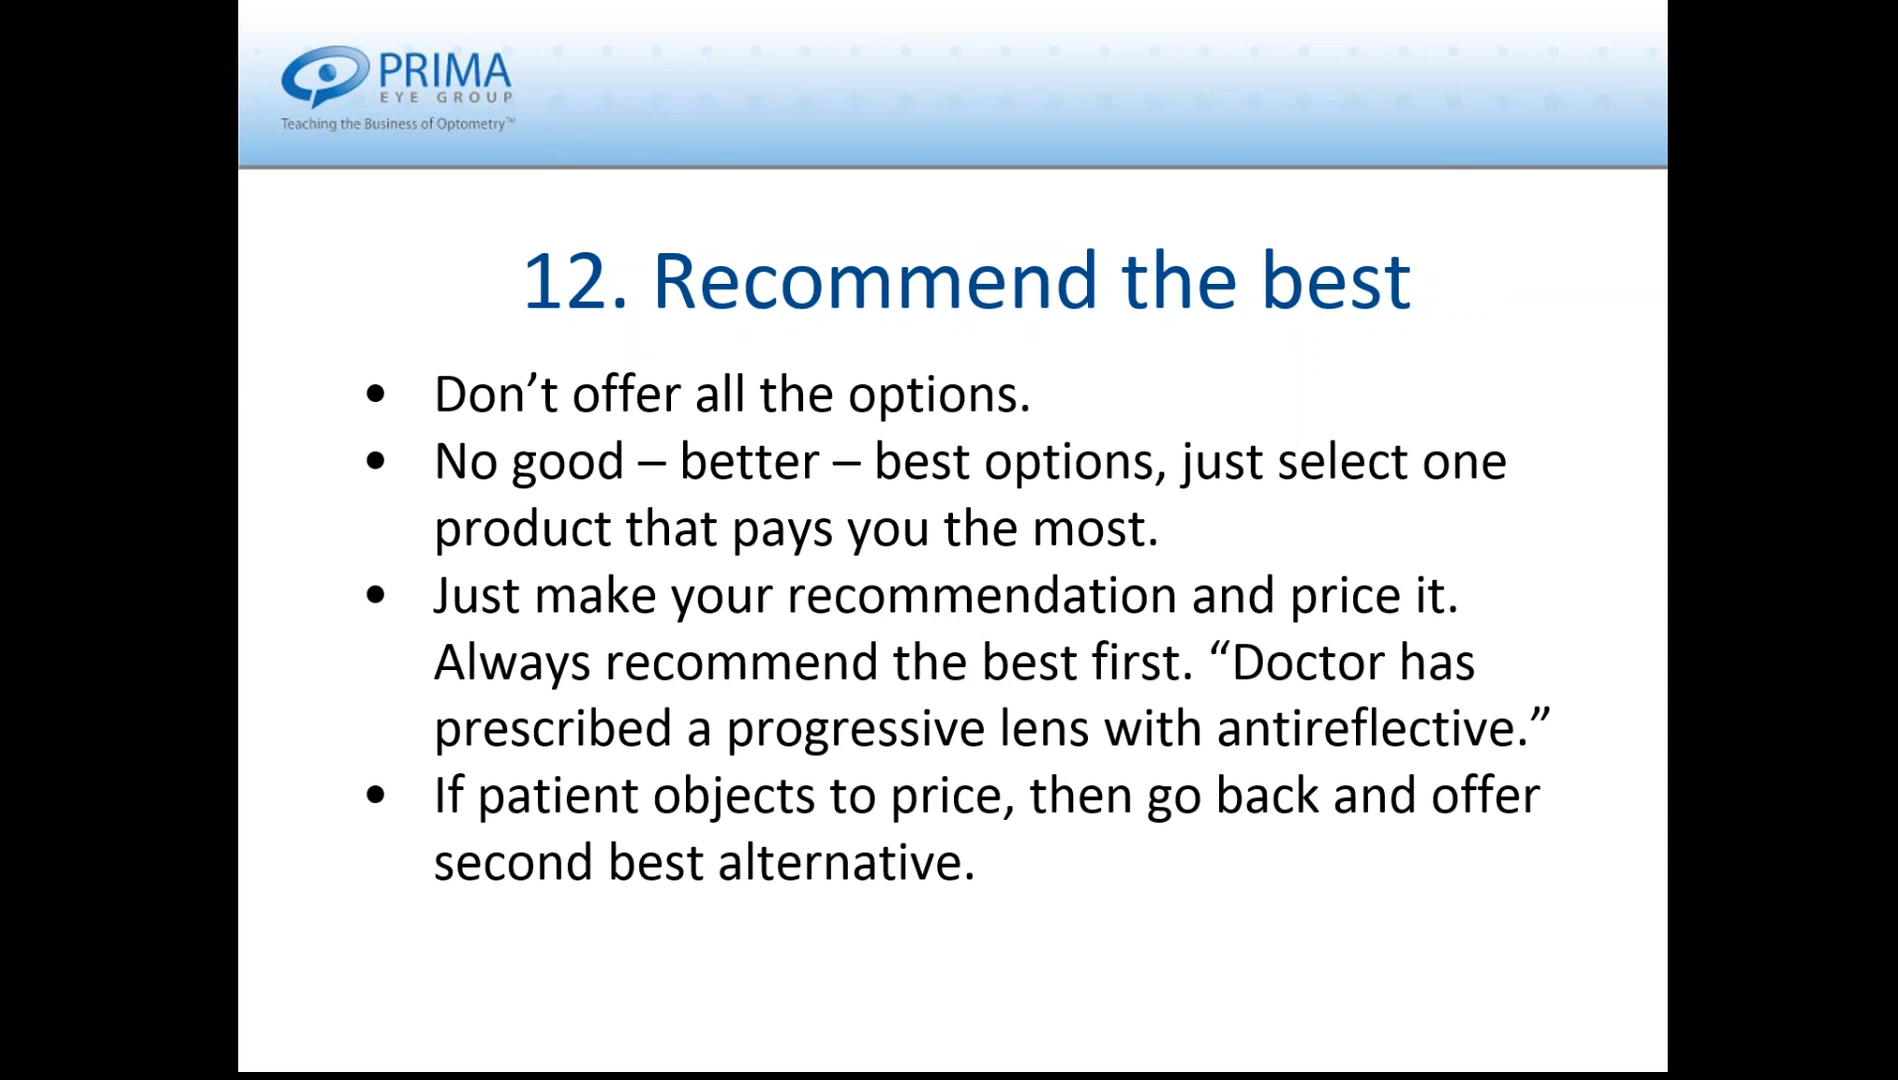 PRIMA
EYE GROUP
Teaching the Business of Optometry™
12. Recommend the best
• Don’t offer all the options.
• No good – better – best options, just select one
product that pays you the most.
• Just make your recommendation and price it.
Always recommend the best first. “Doctor has
prescribed a progressive lens with antireflective.”
• If patient objects to price, then go back and offer
second best alternative.